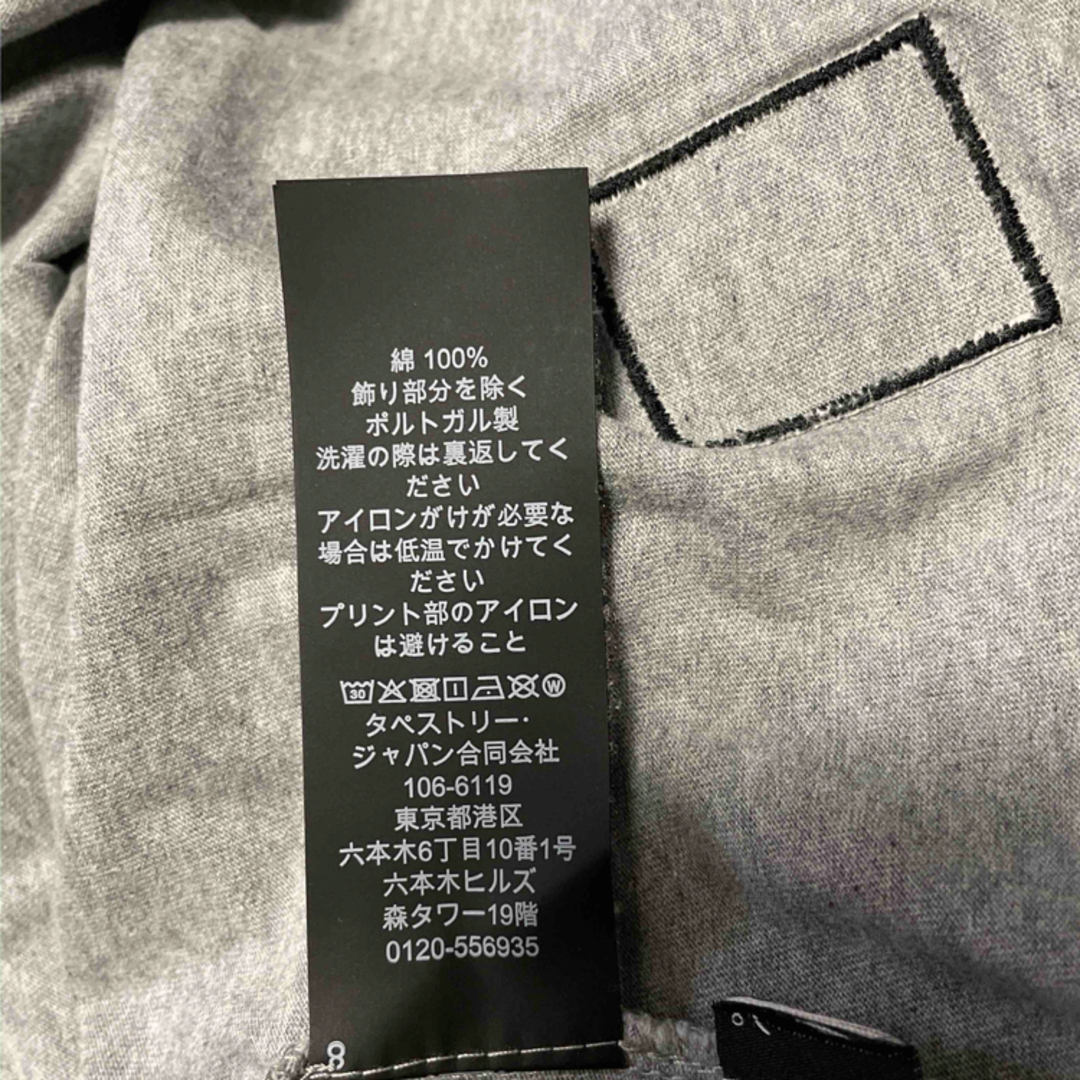 綿 100%
飾り部分を除く
ポルトガル製
洗濯の際は裏返してく
ださい
アイロンがけが必要な
場合は低温でかけてく
ださい
プリント部のアイロン
は避けること
30 W
タペストリー・
ジャパン合同会社
106-6119
東京都港区
六本木6丁目10番1号
六本木ヒルズ
森タワー19階
0120-556935
8